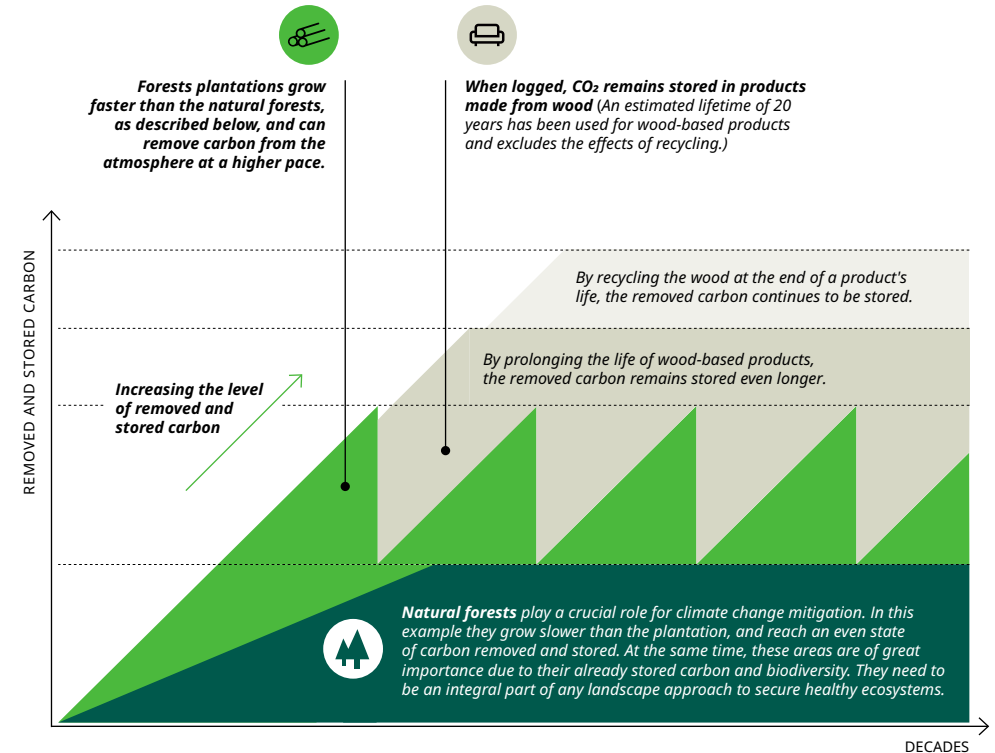 Forests plantations grow
faster than the natural forests,
as described below, and can
remove carbon from the
atmosphere at a higher pace.
When logged, CO₂ remains stored in products
made from wood (An estimated lifetime of 20
years has been used for wood-based products
and excludes the effects of recycling.)
REMOVED AND STORED CARBON
By recycling the wood at the end of a product's
life, the removed carbon continues to be stored.
By prolonging the life of wood-based products,
the removed carbon remains stored even longer.
Increasing the level
of removed and
stored carbon
Natural forests play a crucial role for climate change mitigation. In this
example they grow slower than the plantation, and reach an even state
of carbon removed and stored. At the same time, these areas are of great
importance due to their already stored carbon and biodiversity. They need to
be an integral part of any landscape approach to secure healthy ecosystems.
DECADES